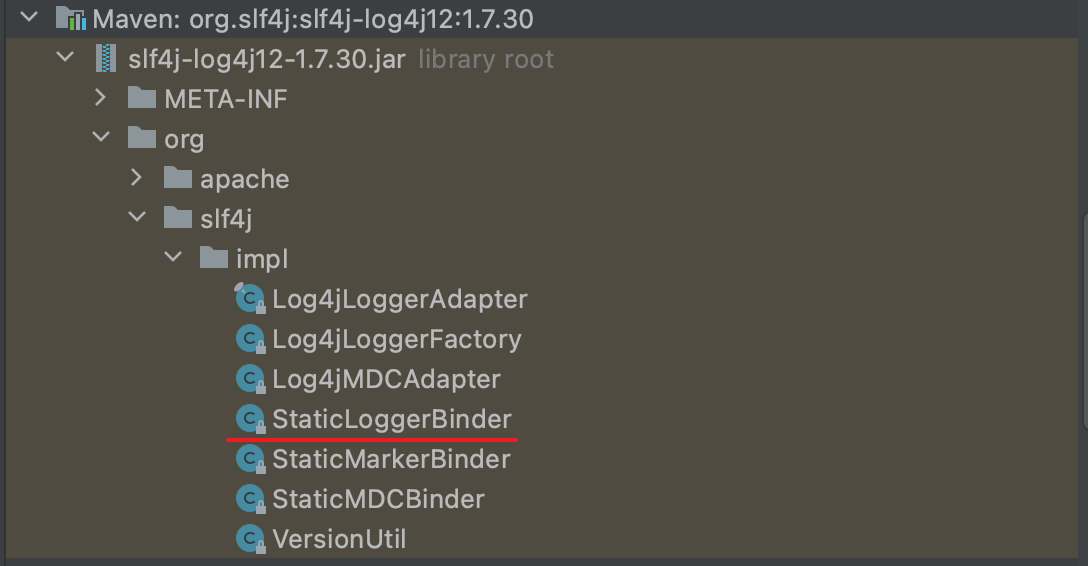 Maven: org.slf4j:slf4j-log4j12:1.7.30
slf4j-log4j12-1.7.30.jar library root
META-INF
org
apache
slf4j
impl
Log4jLoggerAdapter
Log4jLoggerFactory
Log4jMDCAdapter
StaticLoggerBinder
StaticMarkerBinder
StaticMDCBinder
VersionUtil